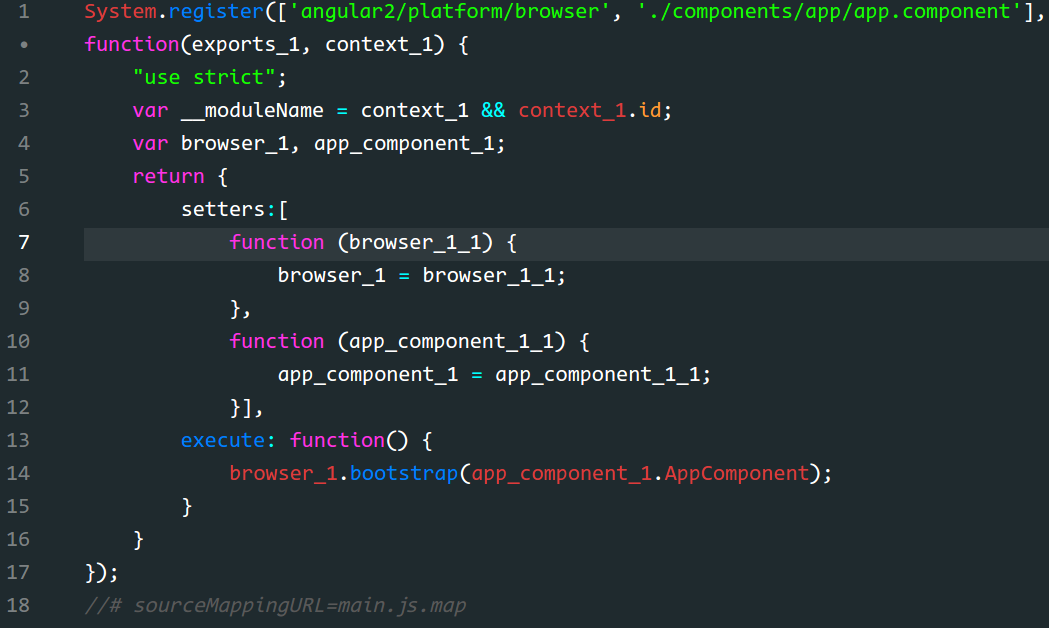 1 System.register(['angular2/platform/browser', './components/app/app.component'],
• function(exports_1, context_1) {
2 "use strict";
3 var __moduleName = context_1 && context_1.id;
4 var browser_1, app_component_1;
5 return {
6 setters:[
7 function (browser_1_1) {
8 browser_1 = browser_1_1;
9 },
10 function (app_component_1_1) {
11 app_component_1 = app_component_1_1;
12 }],
13 execute: function() {
14 browser_1.bootstrap(app_component_1.AppComponent);
15 }
16 }
17 });
18 //# sourceMappingURL=main.js.map